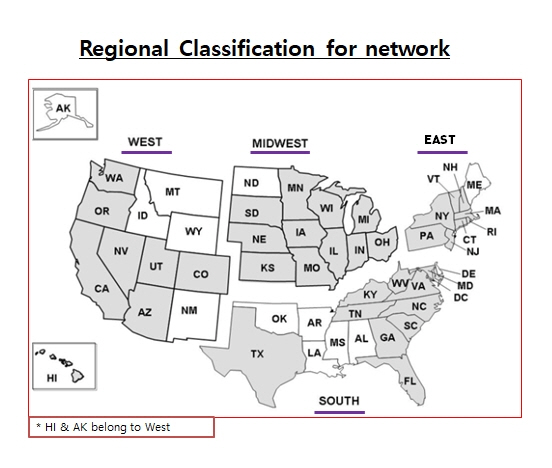 Regional Classification for network
AK
WEST
MIDWEST
EAST
WA
MT
OR
ID
WY
NV
UT
CO
CA
AZ
NM
HI
ND
MN
SD
WI
MI
NE
IA
IL
IN
OH
KS
MO
NH
VT
ME
NY
MA
RI
PA
CT
NJ
DE
MD
DC
WV
VA
KY
NC
TN
SC
OK
AR
TX
LA
MS
AL
GA
FL
SOUTH
* HI & AK belong to West